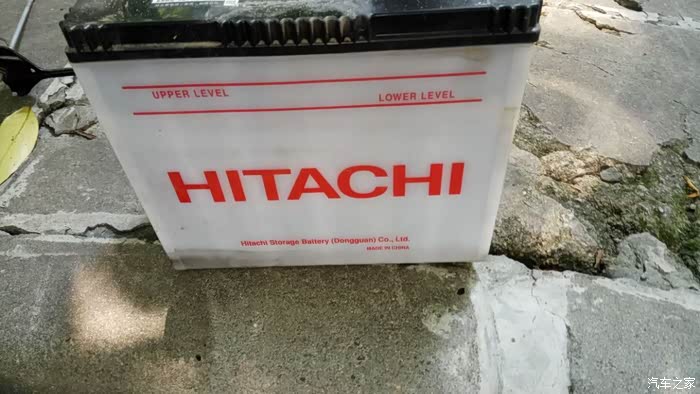 UPPER LEVEL
LOWER LEVEL
HITACHI
Hitachi Storage Battery (Dongguan) Co., Ltd.
MADE IN CHINA
汽车之家